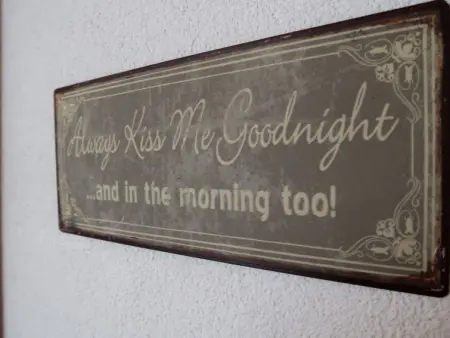 Always Kiss Me Goodnight
...and in the morning too!